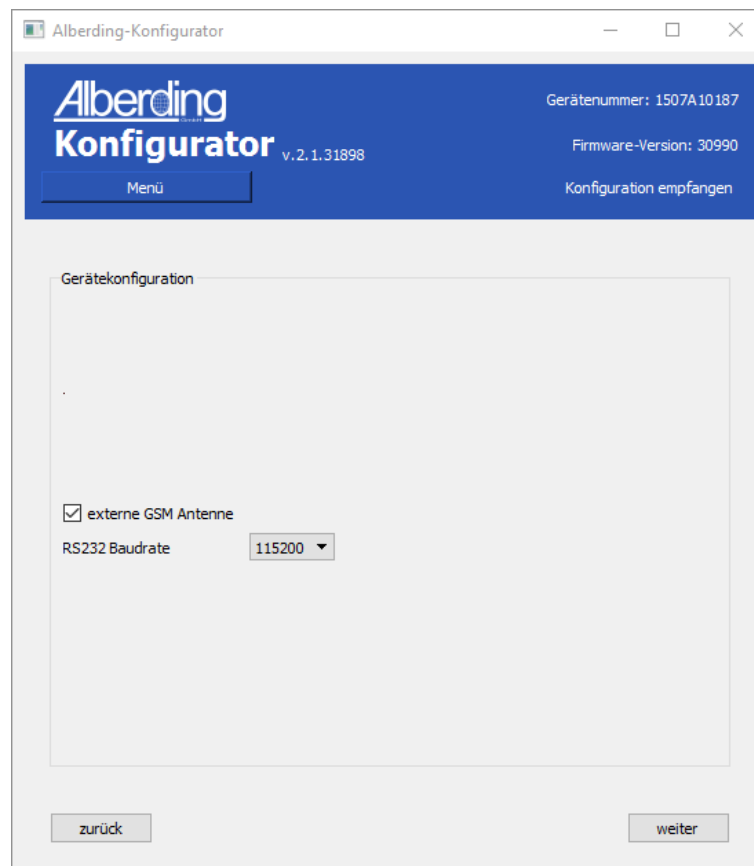 Alberding-Konfigurator
Alberding
GmbH
Konfigurator v.2.1.31898
Menü
Gerätenummer: 1507A10187
Firmware-Version: 30990
Konfiguration empfangen
Gerätekonfiguration
.
externe GSM Antenne
RS232 Baudrate 115200
zurück weiter